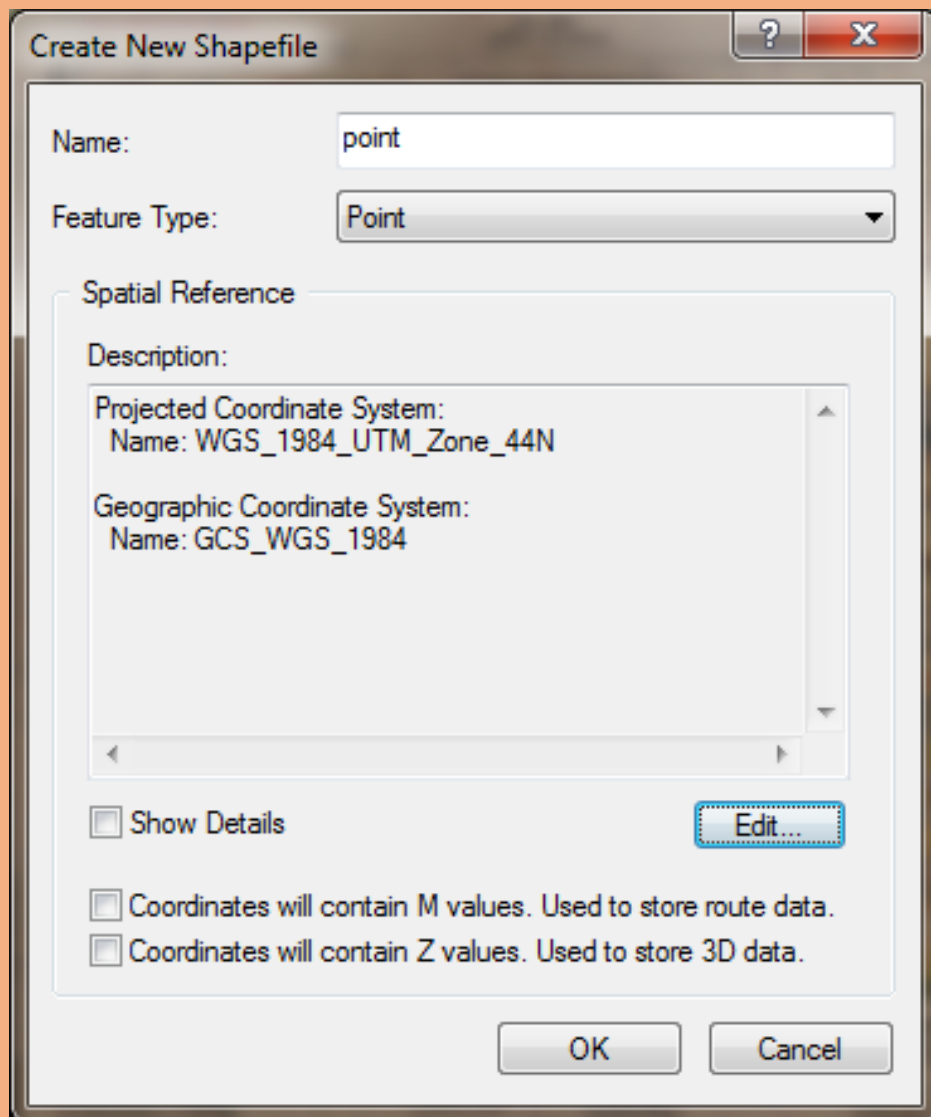 Create New Shapefile
?
X
Name:
point
Feature Type:
Point
Spatial Reference
Description:
Projected Coordinate System:
Name: WGS_1984_UTM_Zone_44N
Geographic Coordinate System:
Name: GCS_WGS_1984
Show Details
Edit...
Coordinates will contain M values. Used to store route data.
Coordinates will contain Z values. Used to store 3D data.
OK
Cancel